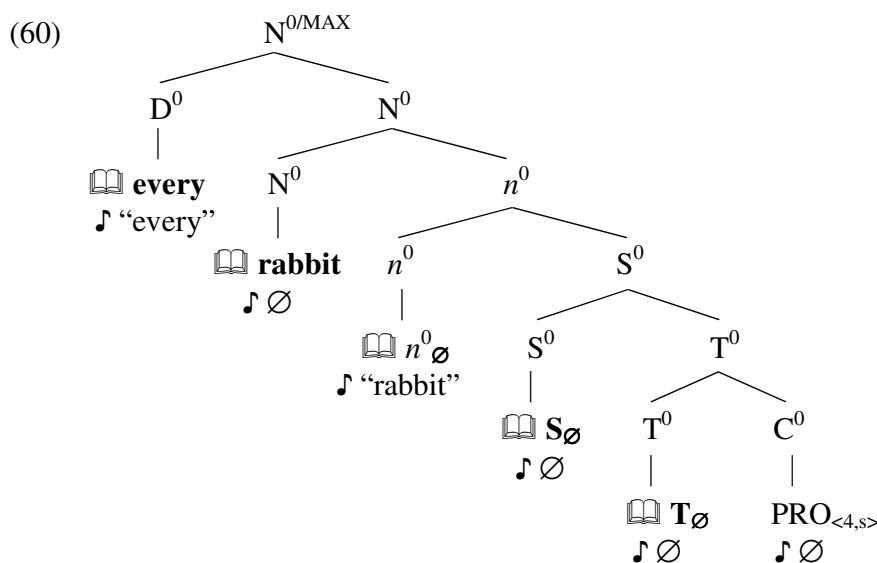 (60) N⁰/MAX
D⁰ N⁰
🕮 every N⁰ n⁰
♪ “every”
🕮 rabbit n⁰ S⁰
♪ ∅
🕮 n⁰∅ S⁰ T⁰
♪ “rabbit”
🕮 S∅ T⁰ C⁰
♪ ∅
🕮 T∅ PRO<4,s>
♪ ∅ ♪ ∅